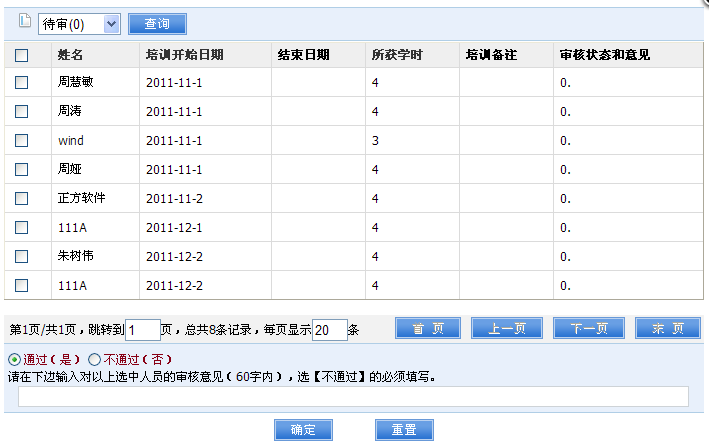 待审(0) 查询
姓名 培训开始日期 结束日期 所获学时 培训备注 审核状态和意见
周慧敏 2011-11-1 4 0.
周涛 2011-11-1 4 0.
wind 2011-11-1 3 0.
周娅 2011-11-1 4 0.
正方软件 2011-11-2 4 0.
111A 2011-12-1 4 0.
朱树伟 2011-12-2 4 0.
111A 2011-12-2 4 0.
第1页/共1页，跳转到 1 页，总共8条记录，每页显示 20 条 首 页 上一页 下一页 末 页
通过（是） 不通过（否）
请在下边输入对以上选中人员的审核意见（60字内），选【不通过】的必须填写。
确定 重置